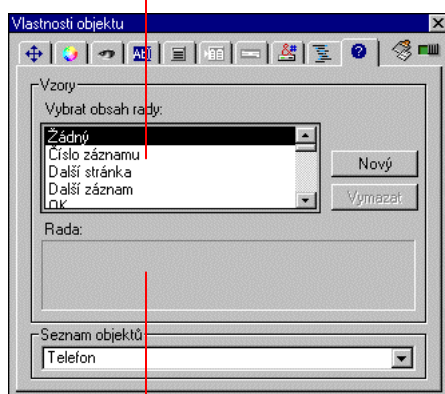 Vlastnosti objektu
Vzory
Vybrat obsah rady:
Žádný
Číslo záznamu
Další stránka
Další záznam
OK
Nový
Vymazat
Rada:
Seznam objektů
Telefon